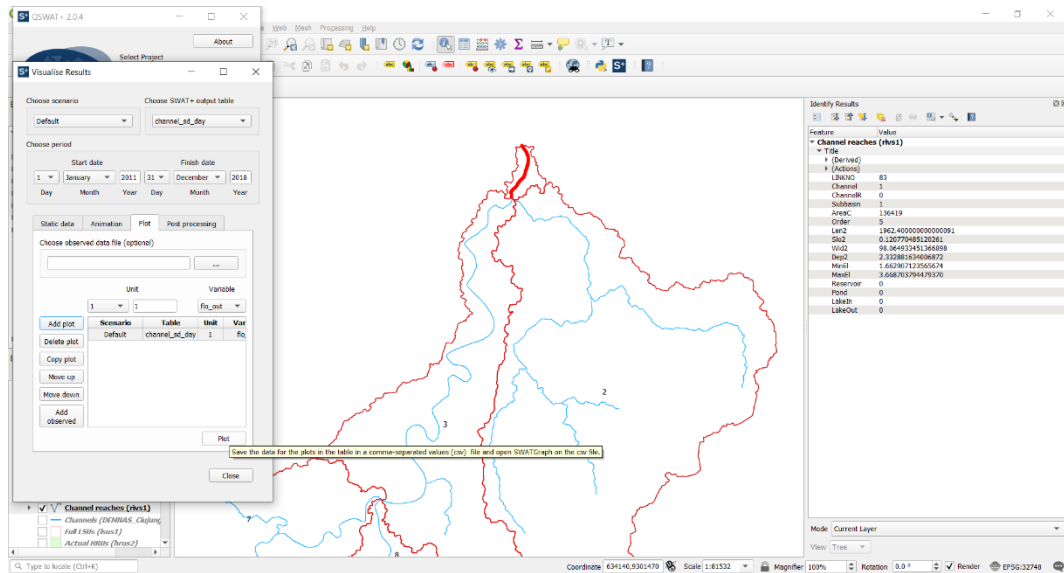 QSWAT+ 2.0.4
Web Mesh Processing Help
About
Select Project
Visualise Results
Choose scenario
Choose SWAT+ output table
Default
channel_sd_day
Choose period
Start date Finish date
1 January 2011 31 December 2018
Day Month Year Day Month Year
Static data Animation Plot Post processing
Choose observed data file (optional)
...
Unit Variable
1 1 flo_out
Add plot
Delete plot
Copy plot
Move up
Move down
Add observed
Scenario Table Unit Var
Default channel_sd_day 1 flo_
Plot
Save the data for the plots in the table in a comma-separated values (csv) file and open SWATGraph on the csv file.
Close
Channel reaches (rivs1)
Channels (DEMNAS_Ciujung
Full LSUs (lsus1)
Actual HRUs (hrus2)
2
3
7
8
Identify Results
Feature Value
Channel reaches (rivs1)
Title
(Derived)
(Actions)
LINKNO 83
Channel 1
ChannelR 0
Subbasin 1
AreaC 136419
Order 5
Len2 1962.400000000000091
Slo2 0.120770485120261
Wid2 98.064933451366898
Dep2 2.332881634006872
MinEl 1.662907123565674
MaxEl 3.668703794479370
Reservoir 0
Pond 0
LakeIn 0
LakeOut 0
Mode Current Layer
View Tree
Type to locate (Ctrl+K)
Coordinate 634140,9301470 Scale 1:81532 Magnifier 100% Rotation 0.0 ° Render EPSG:32748